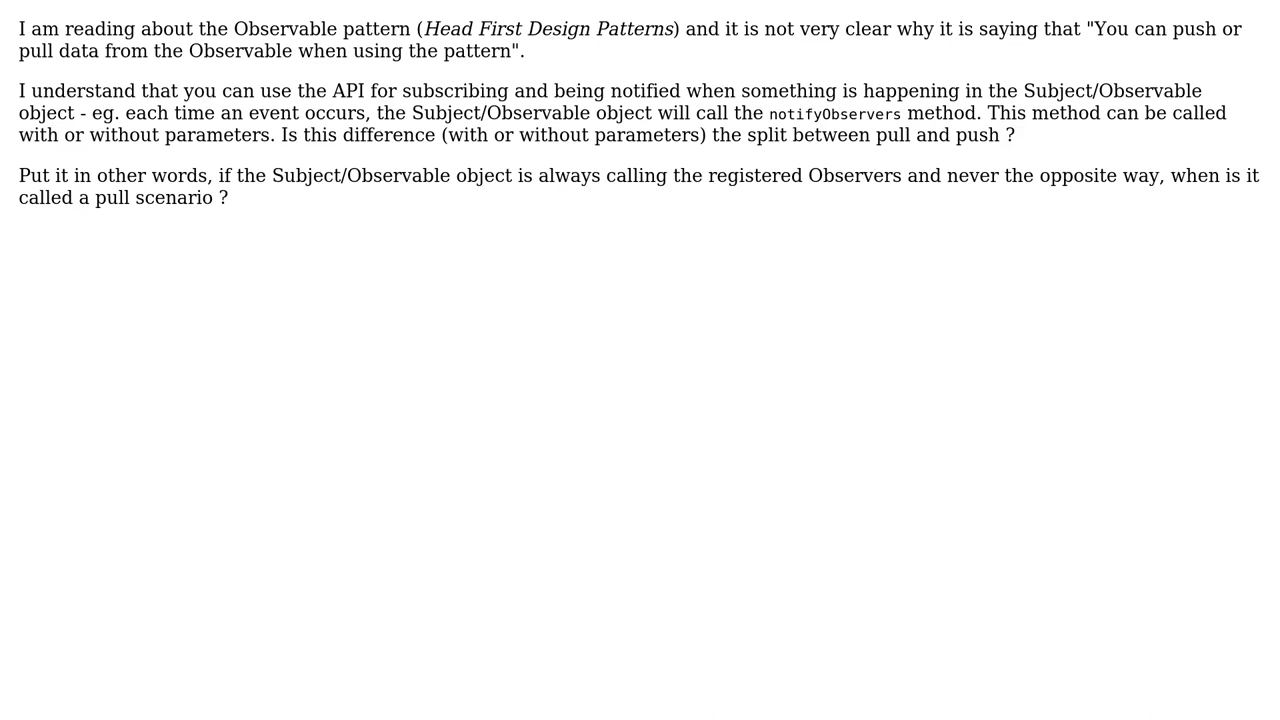 I am reading about the Observable pattern (Head First Design Patterns) and it is not very clear why it is saying that "You can push or
pull data from the Observable when using the pattern".
I understand that you can use the API for subscribing and being notified when something is happening in the Subject/Observable
object - eg. each time an event occurs, the Subject/Observable object will call the notifyObservers method. This method can be called
with or without parameters. Is this difference (with or without parameters) the split between pull and push ?
Put it in other words, if the Subject/Observable object is always calling the registered Observers and never the opposite way, when is it
called a pull scenario ?